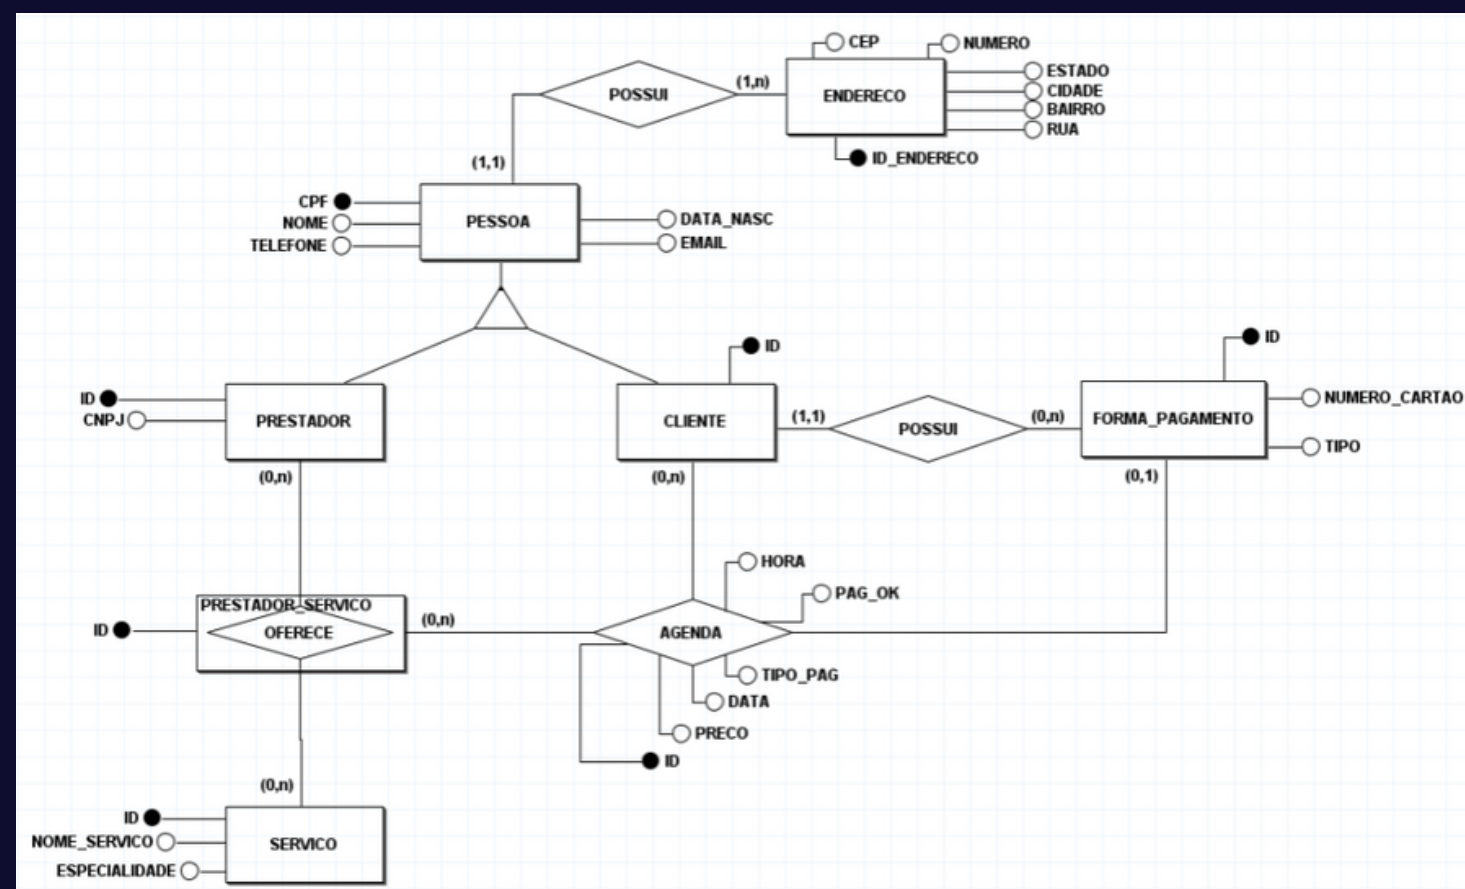 CEP
NUMERO
ESTADO
POSSUI
(1,n)
ENDERECO
CIDADE
BAIRRO
RUA
(1,1)
ID_ENDERECO
CPF
NOME
TELEFONE
PESSOA
DATA_NASC
EMAIL
ID
ID
ID
CNPJ
PRESTADOR
CLIENTE
(1,1)
POSSUI
(0,n)
FORMA_PAGAMENTO
NUMERO_CARTAO
TIPO
(0,n)
(0,n)
(0,1)
HORA
PAG_OK
PRESTADOR_SERVICO
ID
OFERECE
(0,n)
AGENDA
TIPO_PAG
DATA
PRECO
ID
(0,n)
ID
NOME_SERVICO
ESPECIALIDADE
SERVICO